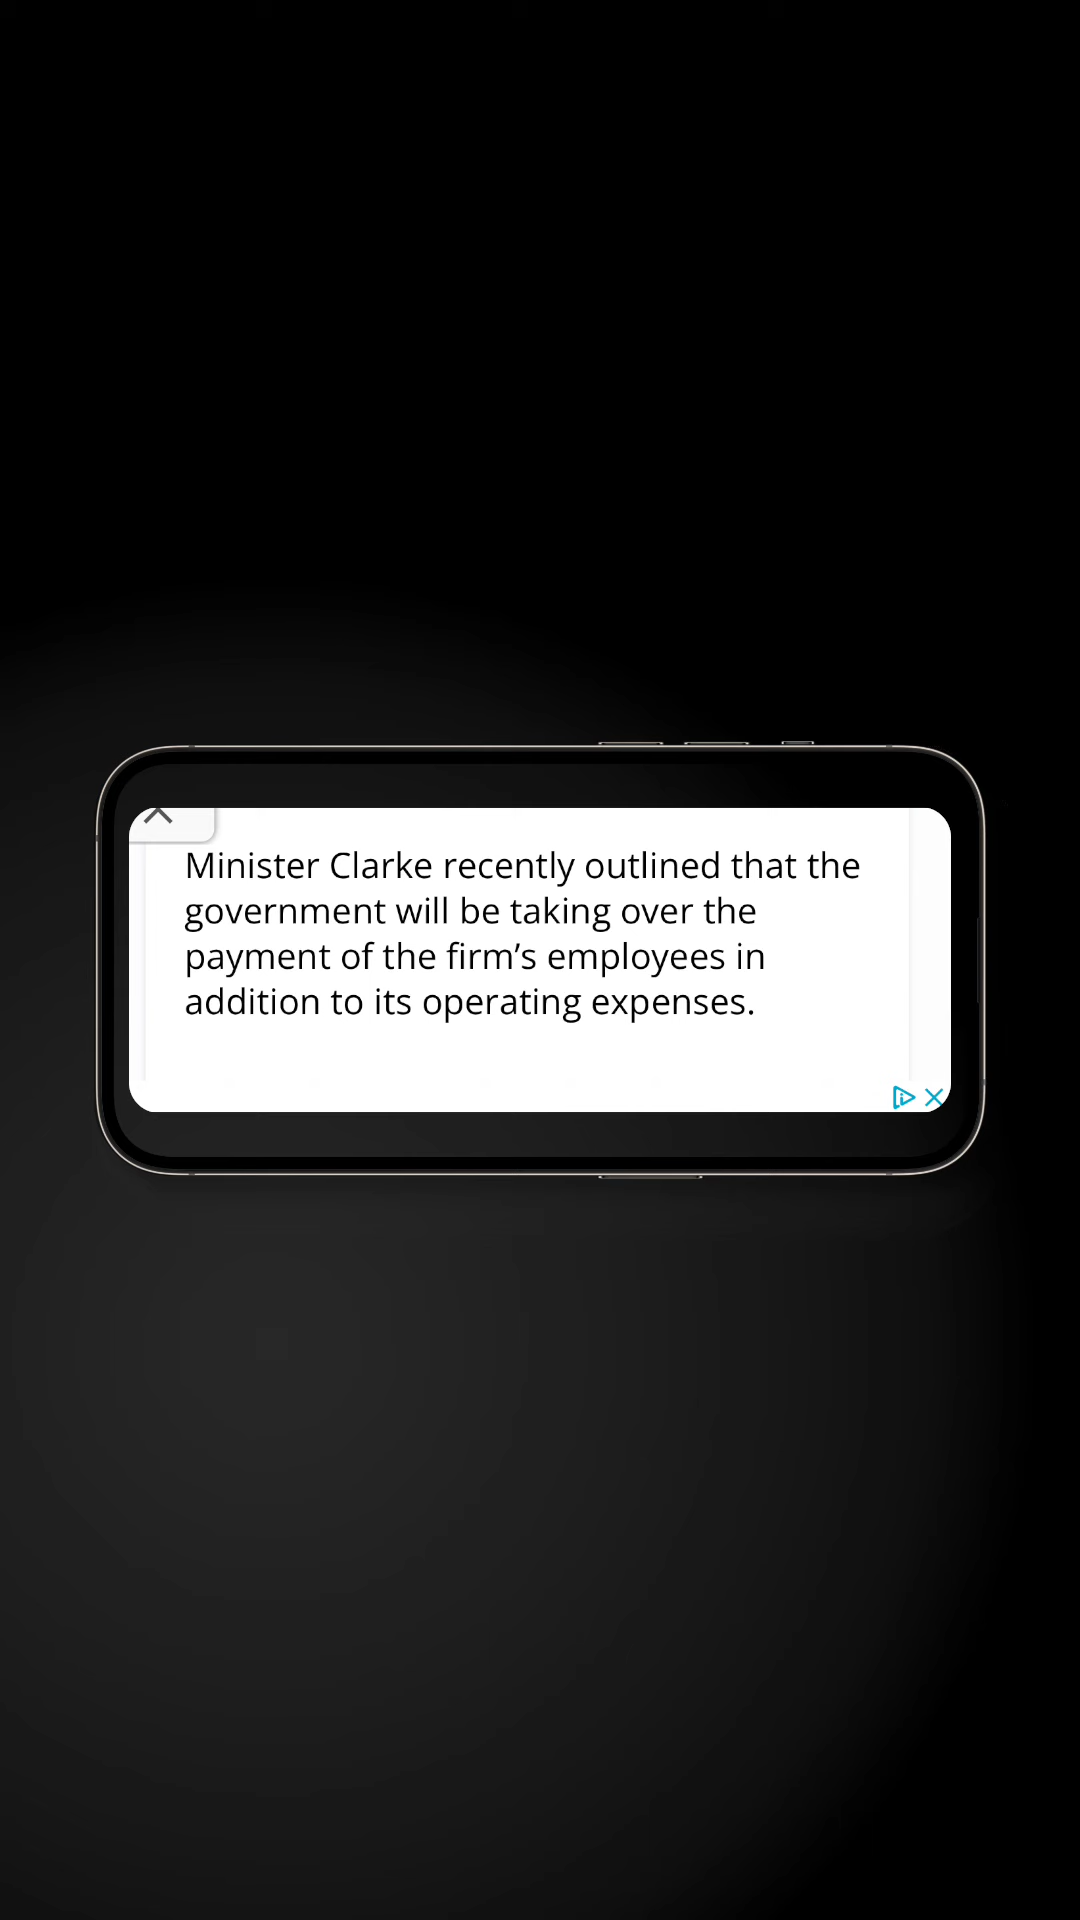 Minister Clarke recently outlined that the
government will be taking over the
payment of the firm’s employees in
addition to its operating expenses.